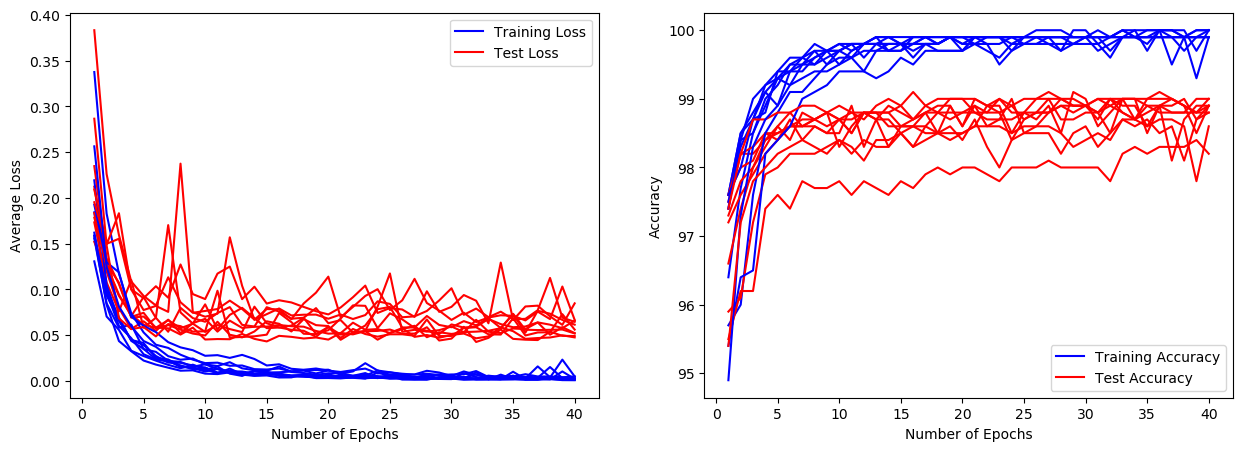 0.40
0.35
0.30
0.25
0.20
0.15
0.10
0.05
0.00
Average Loss
0 5 10 15 20 25 30 35 40
Number of Epochs
Training Loss
Test Loss
100
99
98
97
96
95
Accuracy
0 5 10 15 20 25 30 35 40
Number of Epochs
Training Accuracy
Test Accuracy